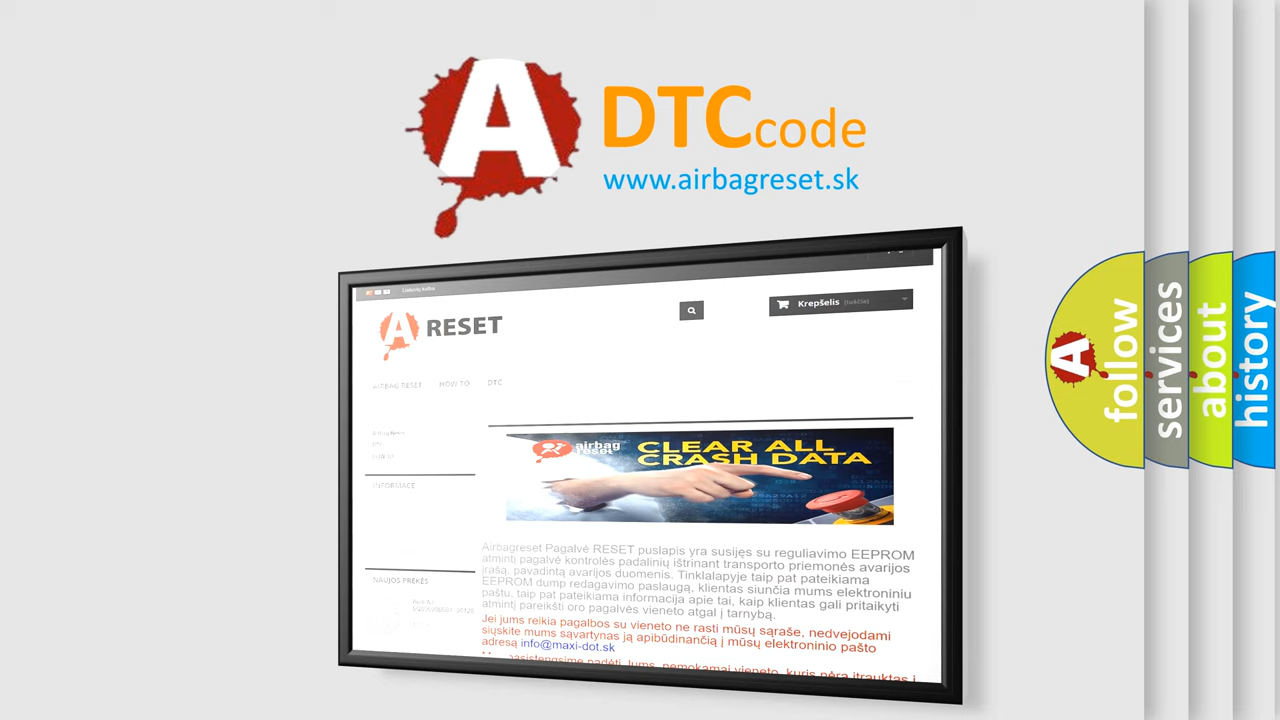 A
DTCcode
www.airbagreset.sk
Lietuvių kalba
A RESET
Krepšelis (tuščia)
AIRBAG RESET HOW TO DTC
airbag
reset
CLEAR ALL
CRASH DATA
INFORMACE
Airbagreset Pagalvė RESET puslapis yra susijęs su reguliavimo EEPROM
atmintį pagalvė kontrolės padalinių ištrinant transporto priemonės avarijos
įrašą, pavadintą avarijos duomenis. Tinklalapyje taip pat pateikiama
EEPROM dump redagavimo paslaugą, klientas siunčia mums elektroniniu
paštu, taip pat pateikiama informacija apie tai, kaip klientas gali pritaikyti
atmintį pareikšti oro pagalvės vieneto atgal į tarnybą.
Jei jums reikia pagalbos su vieneto ne rasti mūsų sąraše, nedvejodami
siųskite mums sąvartynas ją apibūdinančią į mūsų elektroninio pašto
adresą info@maxi-dot.sk
NAUJOS PREKĖS
A follow
services
about
history